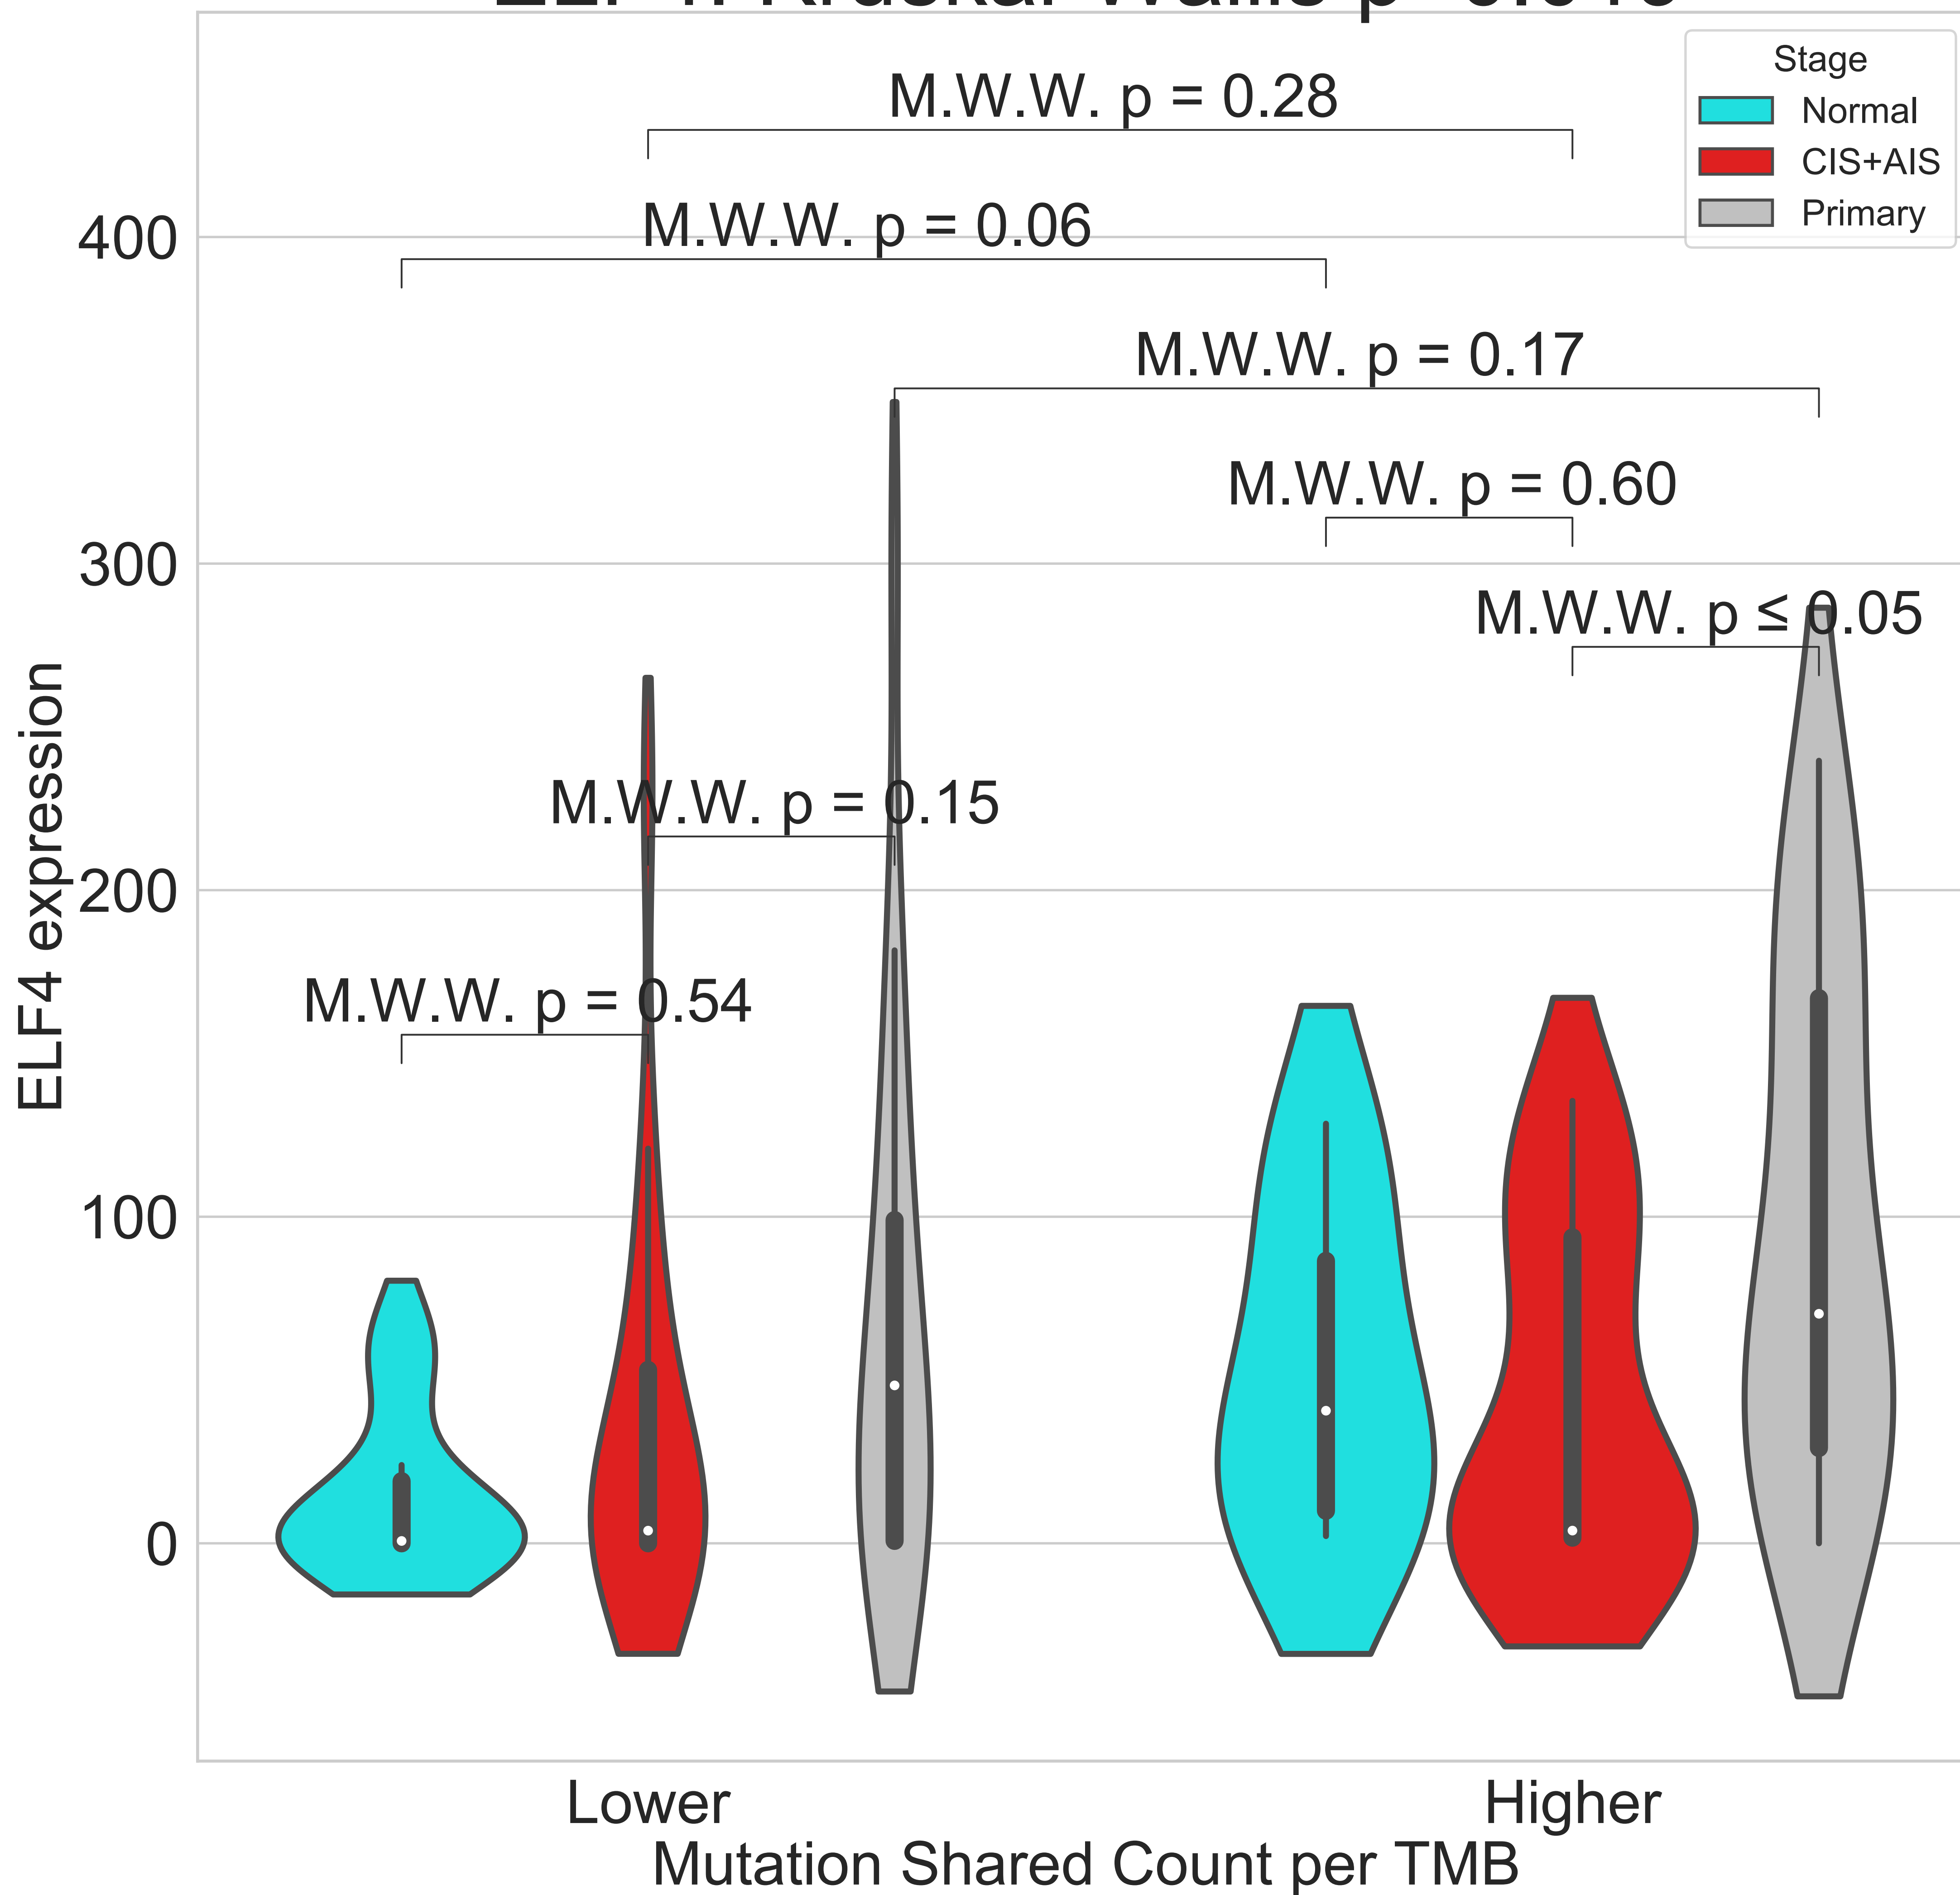 Stage
Normal
CIS+AIS
Primary
M.W.W. p = 0.28
M.W.W. p = 0.06
M.W.W. p = 0.17
M.W.W. p = 0.60
M.W.W. p ≤ 0.05
M.W.W. p = 0.15
M.W.W. p = 0.54
400
300
200
100
0
ELF4 expression
Lower
Higher
Mutation Shared Count per TMB